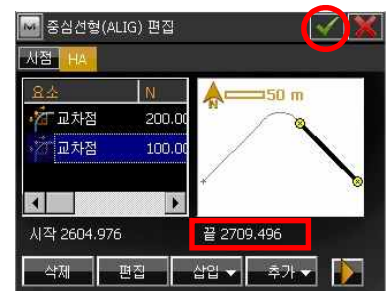 중심선형(ALIG) 편집
시점 HA
요소 N
교차점 200.00
교차점 100.00
N
50 m
시작 2604.976 끝 2709.496
삭제 편집 삽입 추가